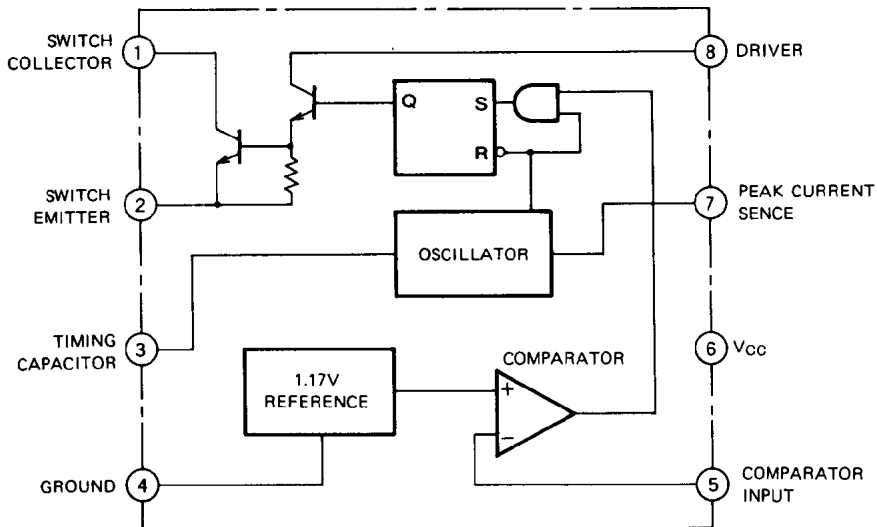 SWITCH
COLLECTOR
1
8
DRIVER
Q
S
R
SWITCH
EMITTER
2
7
PEAK CURRENT
SENCE
OSCILLATOR
TIMING
CAPACITOR
3
6
VCC
1.17V
REFERENCE
COMPARATOR
+
−
GROUND
4
5
COMPARATOR
INPUT